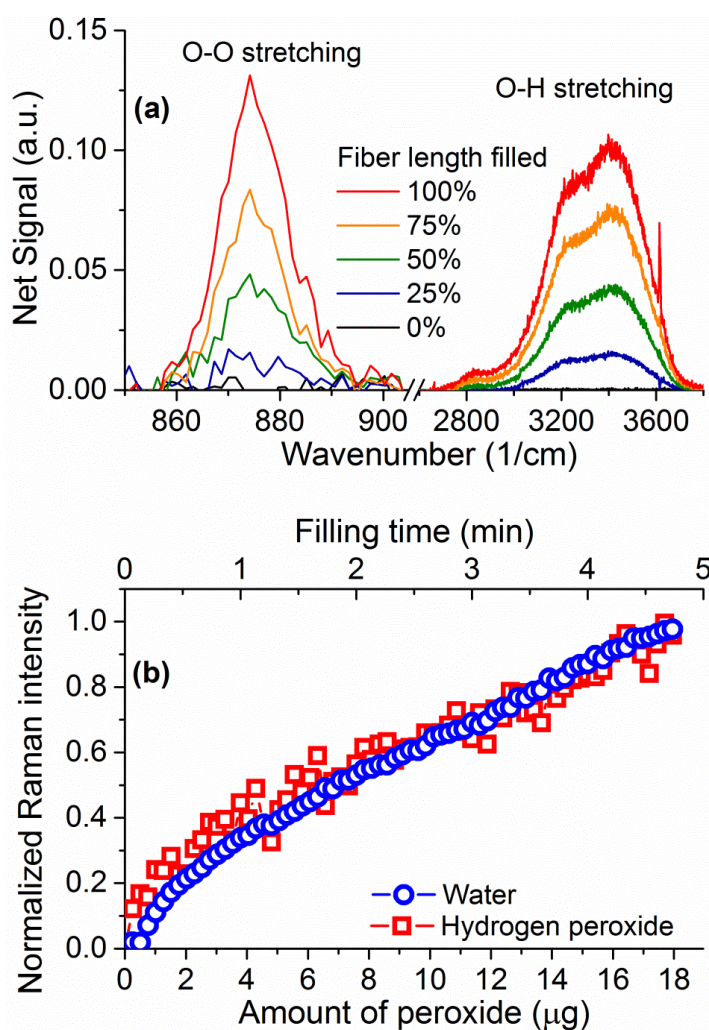 0.15
0.10
0.05
0.00
Net Signal (a.u.)
(a)
O-O stretching
O-H stretching
Fiber length filled
100%
75%
50%
25%
0%
860 880 900 2800 3200 3600
Wavenumber (1/cm)
Filling time (min)
0 1 2 3 4 5
1.0
0.8
0.6
0.4
0.2
0.0
Normalized Raman intensity
(b)
Water
Hydrogen peroxide
0 2 4 6 8 10 12 14 16 18
Amount of peroxide (μg)